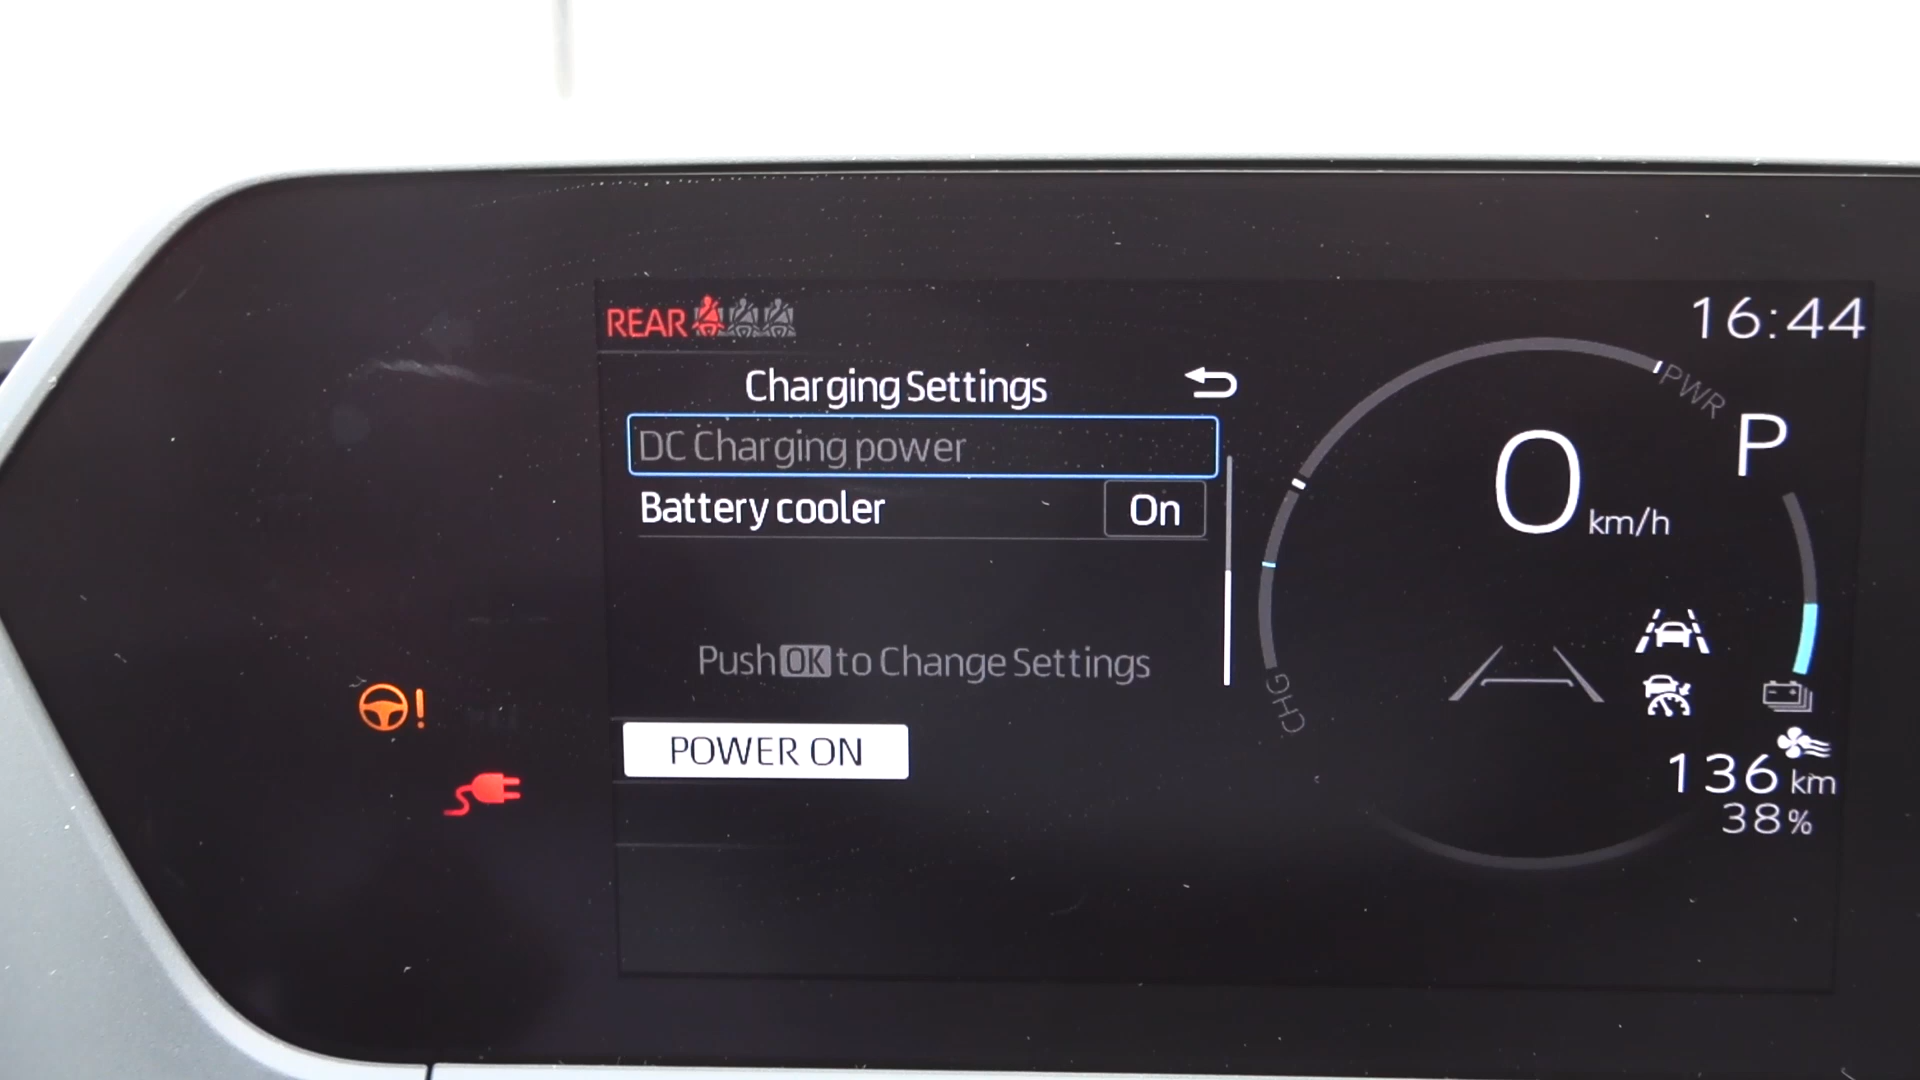 REAR
16:44
Charging Settings
DC Charging power
Battery cooler On
Push OK to Change Settings
POWER ON
PWR
P
0 km/h
CHG
136 km
38%